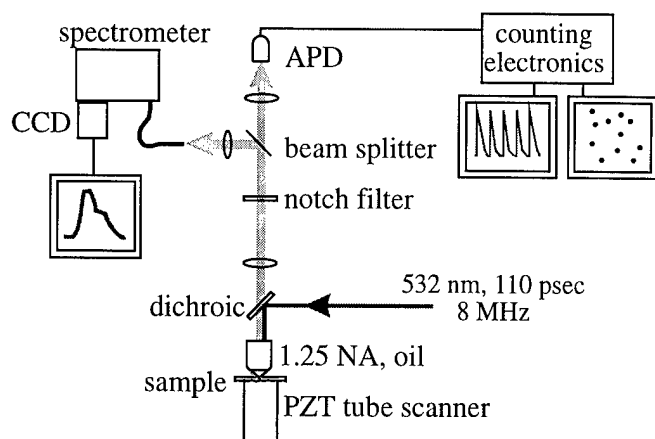 spectrometer
APD
counting
electronics
CCD
beam splitter
notch filter
532 nm, 110 psec
8 MHz
dichroic
1.25 NA, oil
sample
PZT tube scanner